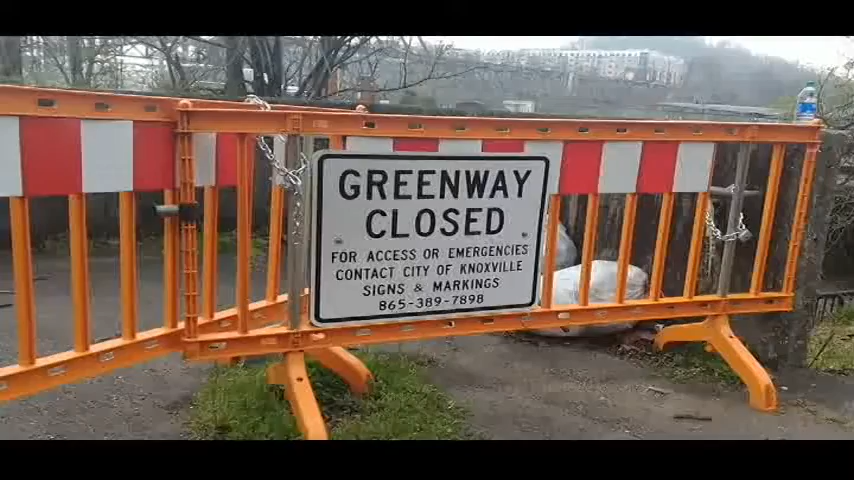 GREENWAY
CLOSED
FOR ACCESS OR EMERGENCIES
CONTACT CITY OF KNOXVILLE
SIGNS & MARKINGS
865-389-7898